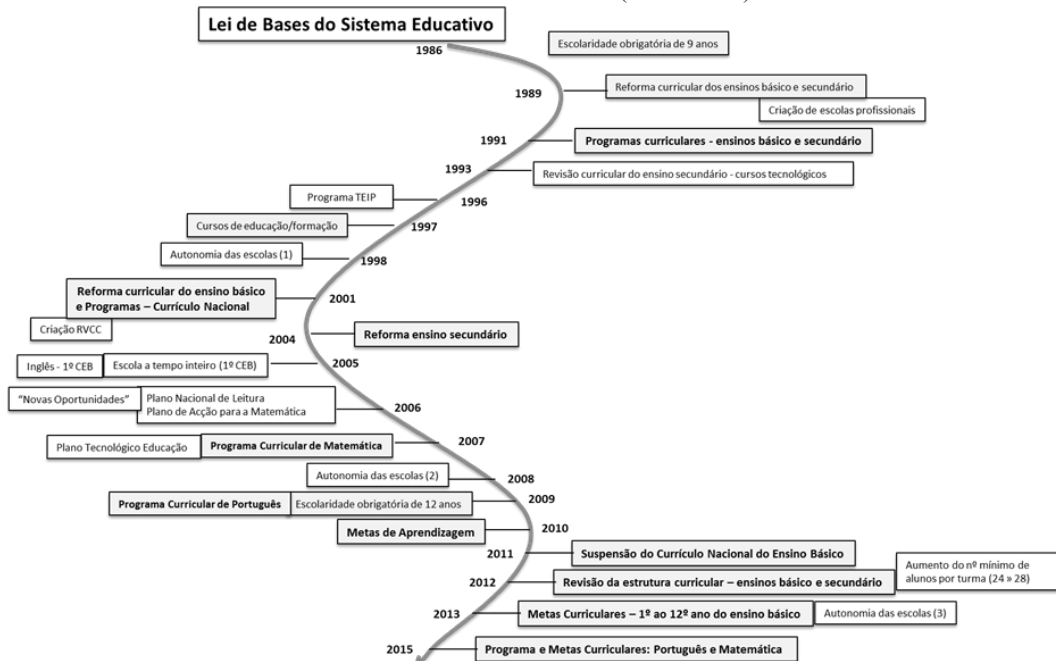 Lei de Bases do Sistema Educativo
1986
Escolaridade obrigatória de 9 anos
1989
Reforma curricular dos ensinos básico e secundário
Criação de escolas profissionais
1991
Programas curriculares - ensinos básico e secundário
1993
Revisão curricular do ensino secundário - cursos tecnológicos
Programa TEIP
1996
Cursos de educação/formação
1997
Autonomia das escolas (1)
1998
Reforma curricular do ensino básico
e Programas – Currículo Nacional
2001
Criação RVCC
2004
Reforma ensino secundário
Inglês - 1º CEB
Escola a tempo inteiro (1º CEB)
2005
“Novas Oportunidades”
Plano Nacional de Leitura
Plano de Acção para a Matemática
2006
Plano Tecnológico Educação
Programa Curricular de Matemática
2007
Autonomia das escolas (2)
2008
Programa Curricular de Português
Escolaridade obrigatória de 12 anos
2009
Metas de Aprendizagem
2010
2011
Suspensão do Currículo Nacional do Ensino Básico
2012
Revisão da estrutura curricular – ensinos básico e secundário
Aumento do nº mínimo de
alunos por turma (24 » 28)
2013
Metas Curriculares – 1º ao 12º ano do ensino básico
Autonomia das escolas (3)
2015
Programa e Metas Curriculares: Português e Matemática